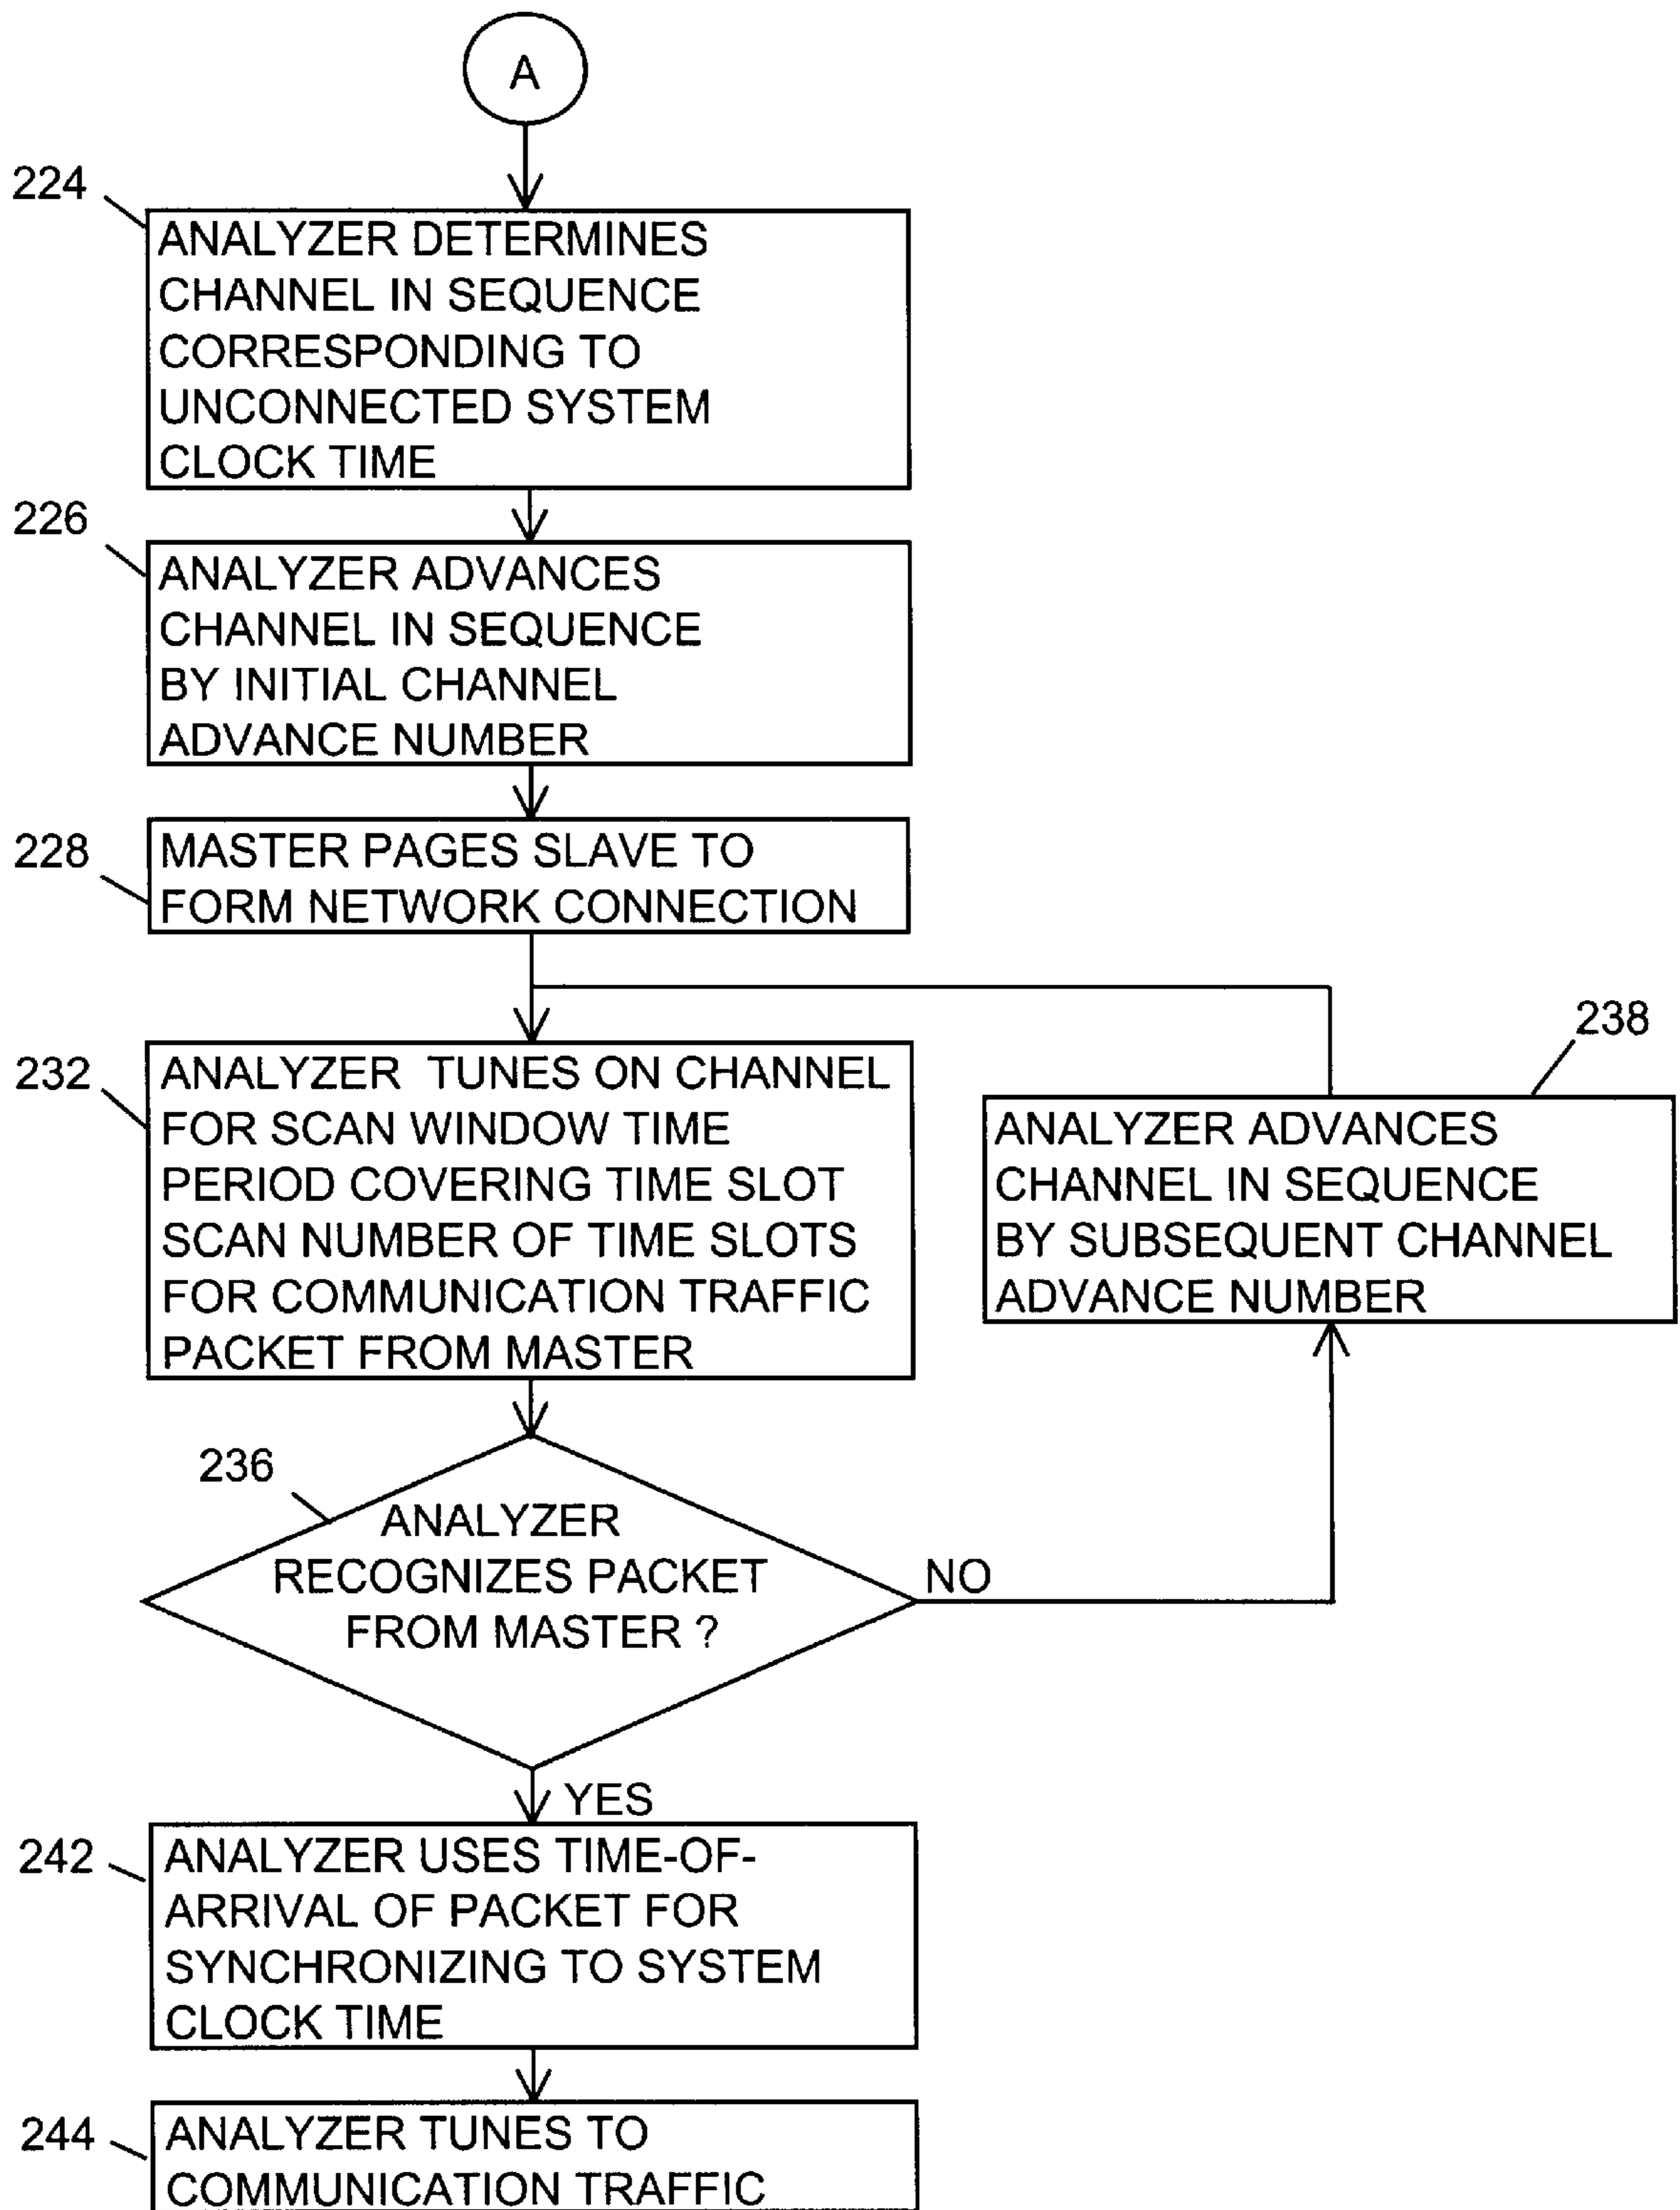 A
224
ANALYZER DETERMINES
CHANNEL IN SEQUENCE
CORRESPONDING TO
UNCONNECTED SYSTEM
CLOCK TIME
226
ANALYZER ADVANCES
CHANNEL IN SEQUENCE
BY INITIAL CHANNEL
ADVANCE NUMBER
228
MASTER PAGES SLAVE TO
FORM NETWORK CONNECTION
232
ANALYZER TUNES ON CHANNEL
FOR SCAN WINDOW TIME
PERIOD COVERING TIME SLOT
SCAN NUMBER OF TIME SLOTS
FOR COMMUNICATION TRAFFIC
PACKET FROM MASTER
238
ANALYZER ADVANCES
CHANNEL IN SEQUENCE
BY SUBSEQUENT CHANNEL
ADVANCE NUMBER
236
ANALYZER
RECOGNIZES PACKET
FROM MASTER ?
NO
YES
242
ANALYZER USES TIME-OF-
ARRIVAL OF PACKET FOR
SYNCHRONIZING TO SYSTEM
CLOCK TIME
244
ANALYZER TUNES TO
COMMUNICATION TRAFFIC